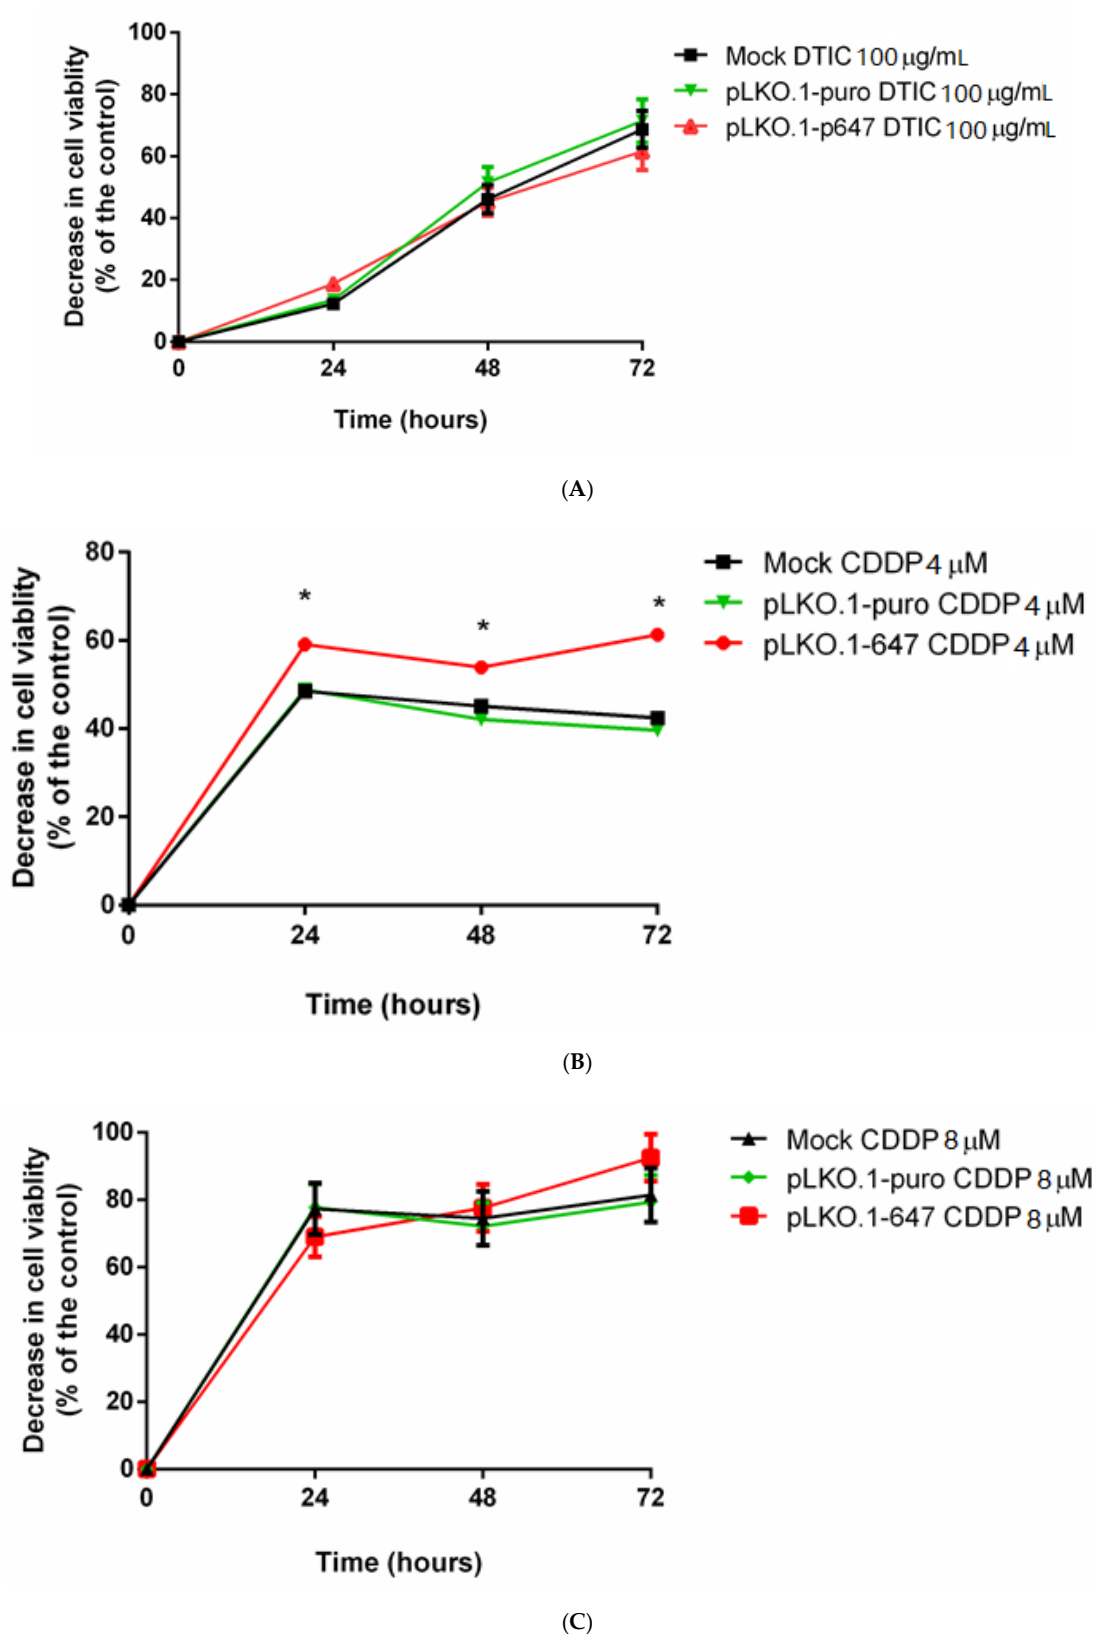 100
80
60
40
20
0
0 24 48 72
Time (hours)
Decrease in cell viablity
(% of the control)
Mock DTIC 100 µg/mL
pLKO.1-puro DTIC 100 µg/mL
pLKO.1-p647 DTIC 100 µg/mL
(A)
80
60
40
20
0
0 24 48 72
Time (hours)
Decrease in cell viablity
(% of the control)
* * *
Mock CDDP 4 µM
pLKO.1-puro CDDP 4 µM
pLKO.1-647 CDDP 4 µM
(B)
100
80
60
40
20
0
0 24 48 72
Time (hours)
Decrease in cell viablity
(% of the control)
Mock CDDP 8 µM
pLKO.1-puro CDDP 8 µM
pLKO.1-647 CDDP 8 µM
(C)